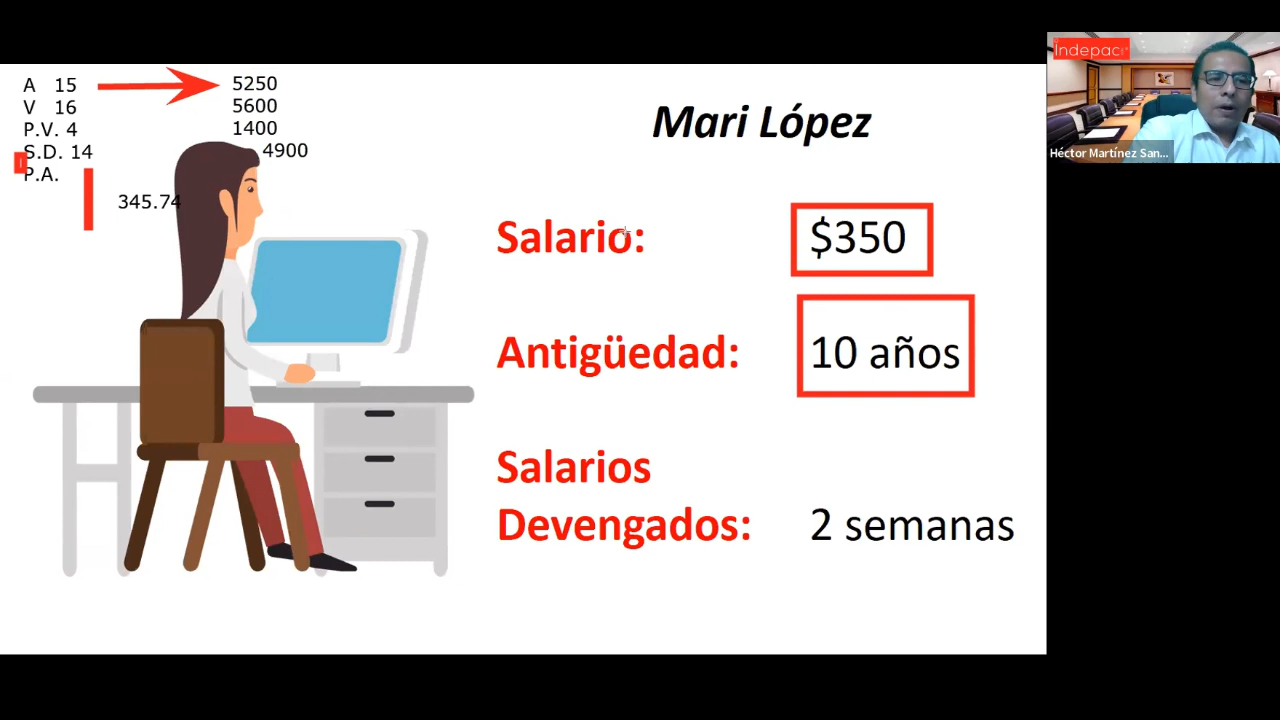 A 15 5250
V 16 5600
P.V. 4 1400
S.D. 14 4900
P.A.
345.74
Mari López
Salario: $350
Antigüedad: 10 años
Salarios
Devengados: 2 semanas
Indepac
Héctor Martínez San...